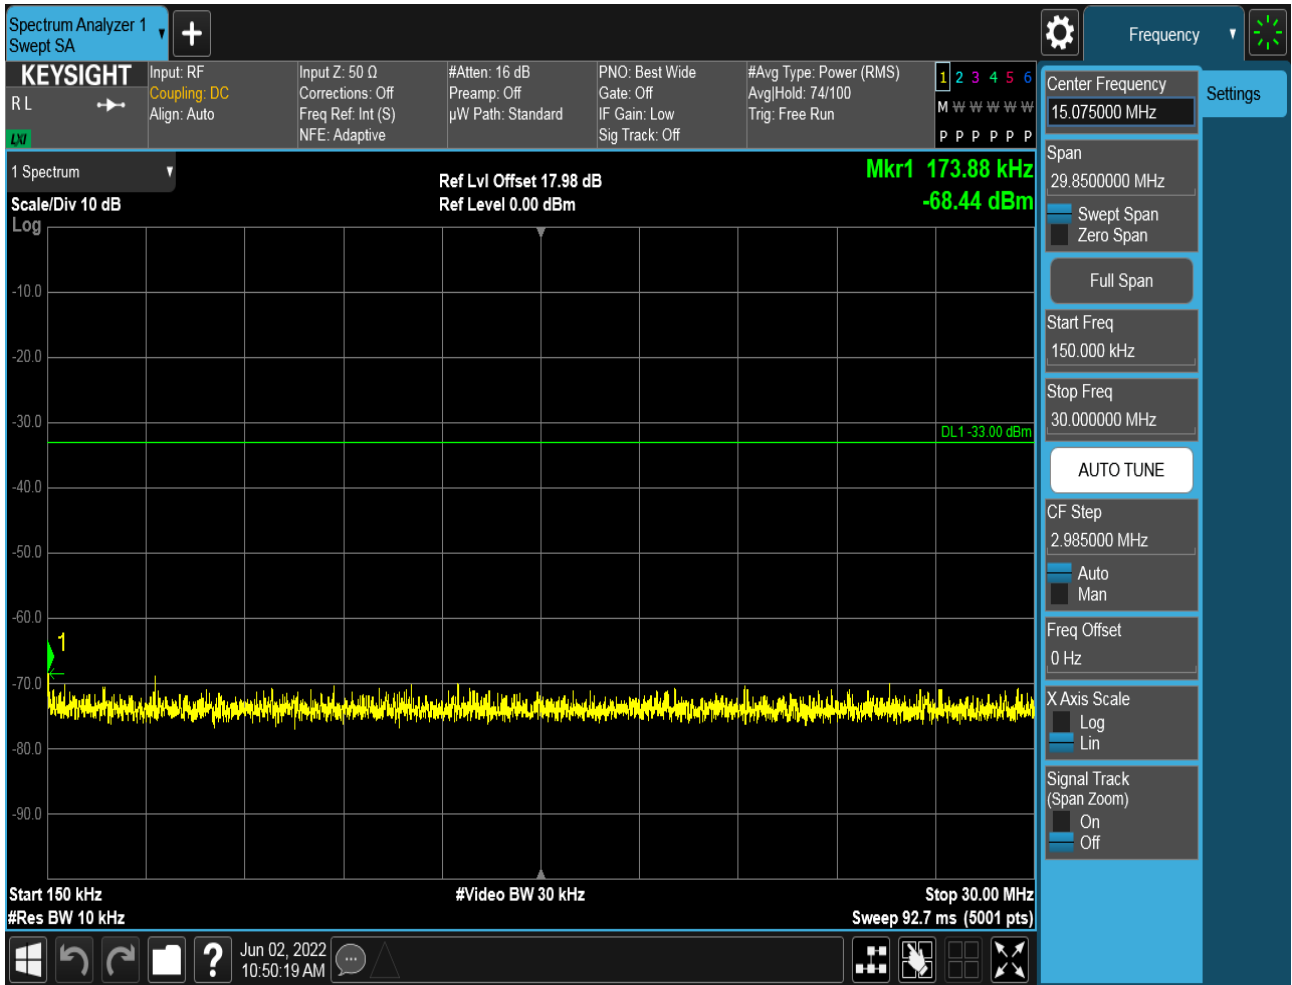 Spectrum Analyzer 1
Swept SA
Frequency
KEYSIGHT
R L
LXI
Input: RF
Coupling: DC
Align: Auto
Input Z: 50 Ω
Corrections: Off
Freq Ref: Int (S)
NFE: Adaptive
#Atten: 16 dB
Preamp: Off
µW Path: Standard
PNO: Best Wide
Gate: Off
IF Gain: Low
Sig Track: Off
#Avg Type: Power (RMS)
Avg|Hold: 74/100
Trig: Free Run
1 2 3 4 5 6
M W W W W W
P P P P P P
1 Spectrum
Scale/Div 10 dB
Log
Ref Lvl Offset 17.98 dB
Ref Level 0.00 dBm
Mkr1 173.88 kHz
-68.44 dBm
-10.0
-20.0
-30.0
DL1 -33.00 dBm
-40.0
-50.0
-60.0
1
-70.0
-80.0
-90.0
Start 150 kHz
#Res BW 10 kHz
#Video BW 30 kHz
Stop 30.00 MHz
Sweep 92.7 ms (5001 pts)
Center Frequency
15.075000 MHz
Settings
Span
29.8500000 MHz
Swept Span
Zero Span
Full Span
Start Freq
150.000 kHz
Stop Freq
30.000000 MHz
AUTO TUNE
CF Step
2.985000 MHz
Auto
Man
Freq Offset
0 Hz
X Axis Scale
Log
Lin
Signal Track
(Span Zoom)
On
Off
?
Jun 02, 2022
10:50:19 AM